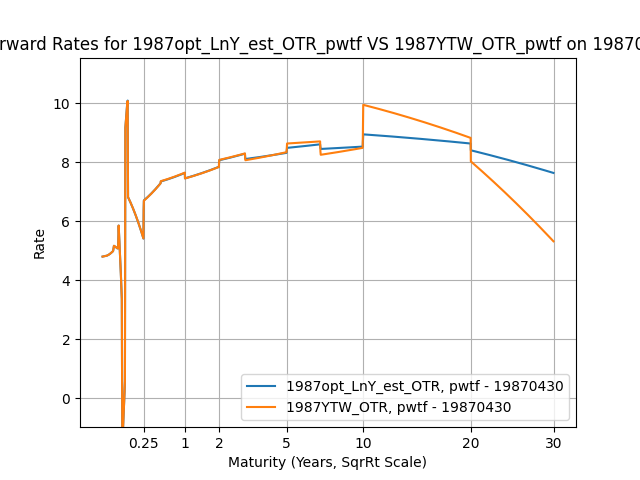 rward Rates for 1987opt_LnY_est_OTR_pwtf VS 1987YTW_OTR_pwtf on 19870
10
8
6
4
2
0
Rate
0.25 1 2 5 10 20 30
Maturity (Years, SqrRt Scale)
1987opt_LnY_est_OTR, pwtf - 19870430
1987YTW_OTR, pwtf - 19870430